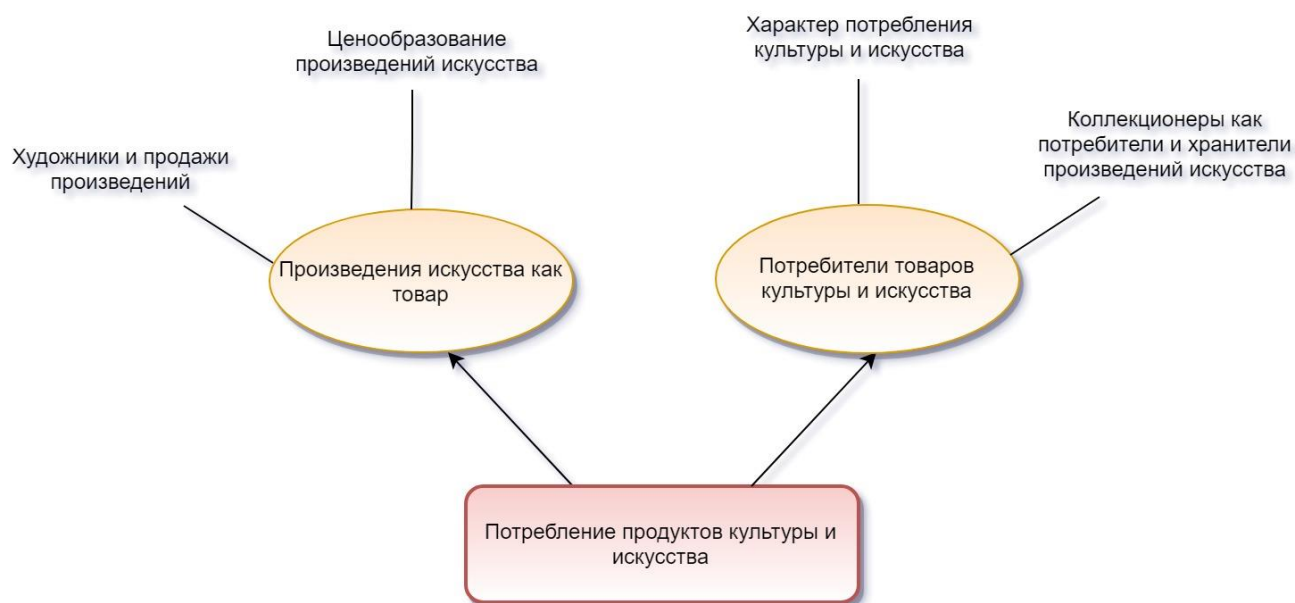 Ценообразование
произведений искусства
Характер потребления
культуры и искусства
Художники и продажи
произведений
Коллекционеры как
потребители и хранители
произведений искусства
Произведения искусства как
товар
Потребители товаров
культуры и искусства
Потребление продуктов культуры и
искусства